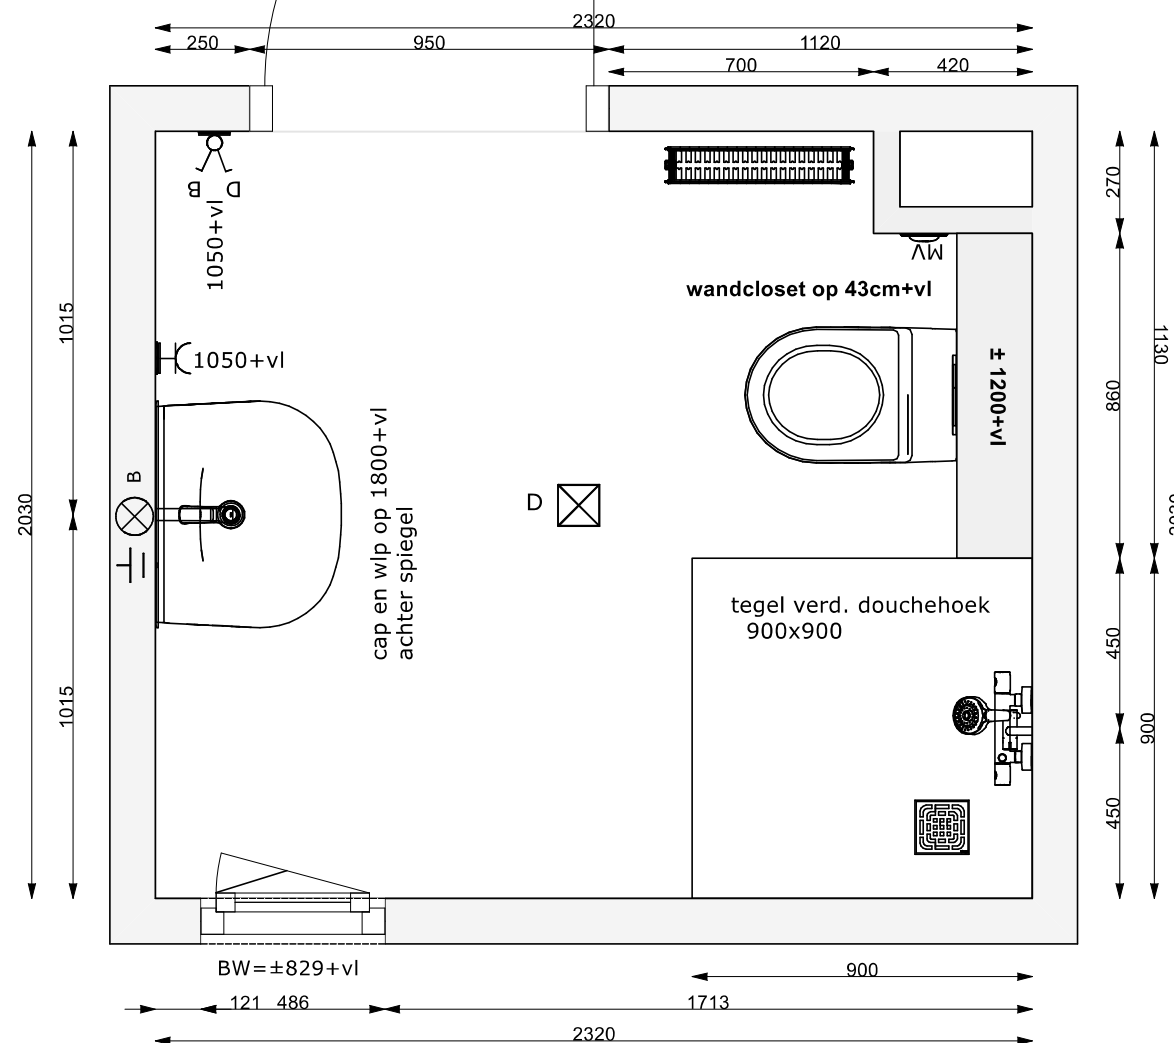 2320
250
950
1120
700
420
B
D
1050+vl
MV
270
wandcloset op 43cm+vl
1015
1050+vl
± 1200+vl
1130
860
cap en wlp op 1800+vl
achter spiegel
B
2030
D
tegel verd. douchehoek
900x900
450
1015
900
450
BW=±829+vl
900
121
486
1713
2320